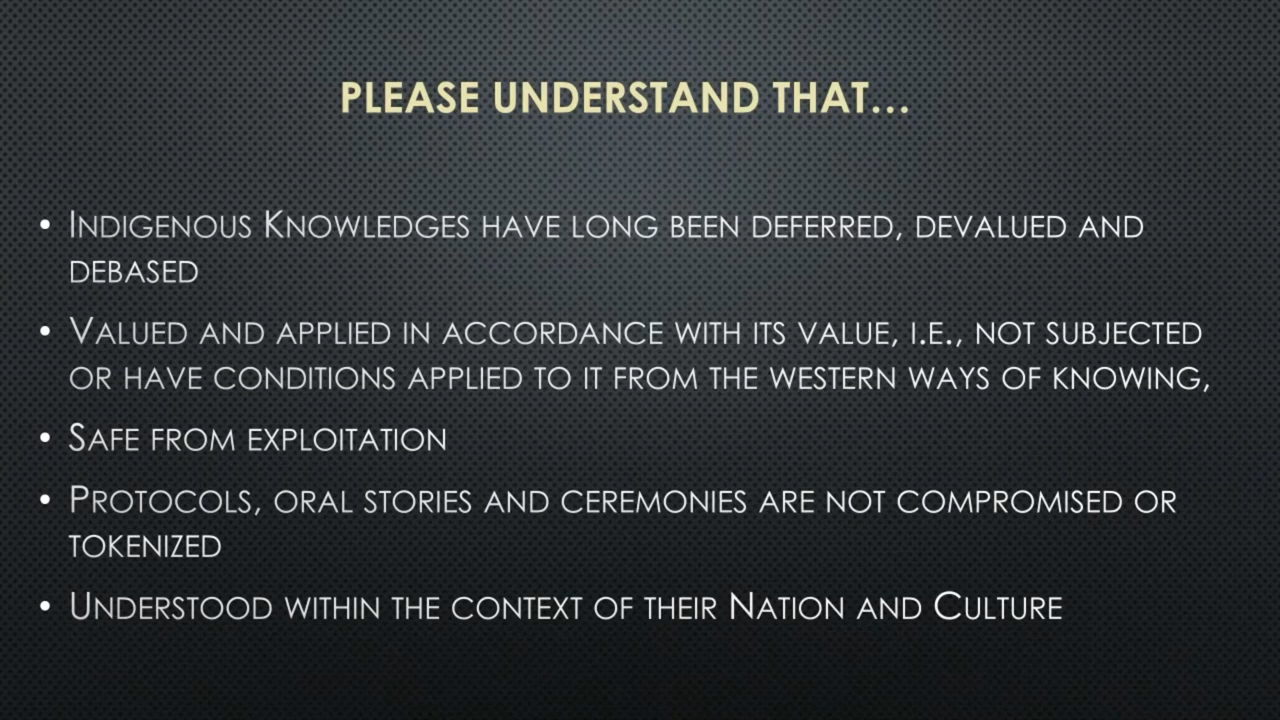 PLEASE UNDERSTAND THAT...
• INDIGENOUS KNOWLEDGES HAVE LONG BEEN DEFERRED, DEVALUED AND
DEBASED
• VALUED AND APPLIED IN ACCORDANCE WITH ITS VALUE, I.E., NOT SUBJECTED
OR HAVE CONDITIONS APPLIED TO IT FROM THE WESTERN WAYS OF KNOWING,
• SAFE FROM EXPLOITATION
• PROTOCOLS, ORAL STORIES AND CEREMONIES ARE NOT COMPROMISED OR
TOKENIZED
• UNDERSTOOD WITHIN THE CONTEXT OF THEIR NATION AND CULTURE